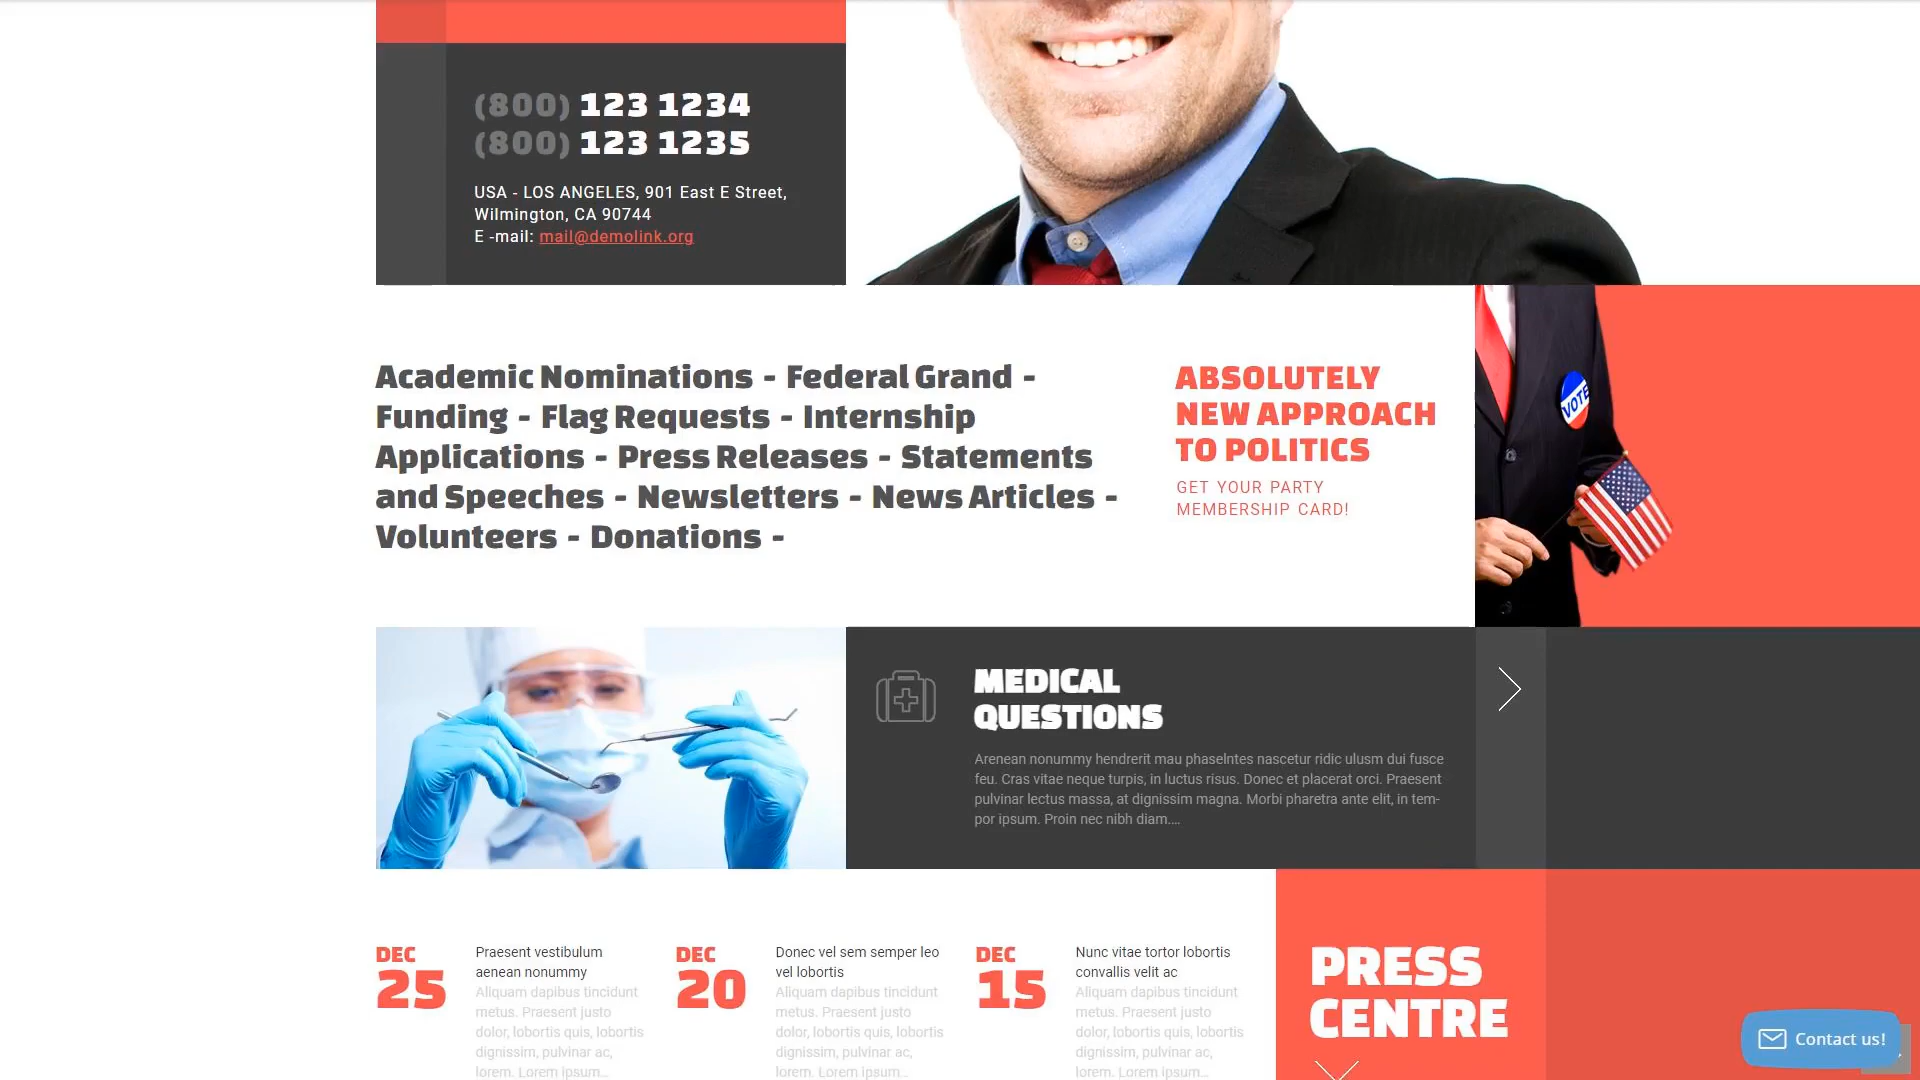 (800) 123 1234
(800) 123 1235
USA - LOS ANGELES, 901 East E Street,
Wilmington, CA 90744
E -mail: mail@demolink.org
Academic Nominations - Federal Grand -
Funding - Flag Requests - Internship
Applications - Press Releases - Statements
and Speeches - Newsletters - News Articles -
Volunteers - Donations -
ABSOLUTELY
NEW APPROACH
TO POLITICS
GET YOUR PARTY
MEMBERSHIP CARD!
VOTE
MEDICAL
QUESTIONS
Arenean nonummy hendrerit mau phaselntes nascetur ridic ulusm dui fusce
feu. Cras vitae neque turpis, in luctus risus. Donec et placerat orci. Praesent
pulvinar lectus massa, at dignissim magna. Morbi pharetra ante elit, in tem-
por ipsum. Proin nec nibh diam....
DEC
25
Praesent vestibulum
aenean nonummy
Aliquam dapibus tincidunt
metus. Praesent justo
dolor, lobortis quis, lobortis
dignissim, pulvinar ac,
lorem. Lorem ipsum...
DEC
20
Donec vel sem semper leo
vel lobortis
Aliquam dapibus tincidunt
metus. Praesent justo
dolor, lobortis quis, lobortis
dignissim, pulvinar ac,
lorem. Lorem ipsum...
DEC
15
Nunc vitae tortor lobortis
convallis velit ac
Aliquam dapibus tincidunt
metus. Praesent justo
dolor, lobortis quis, lobortis
dignissim, pulvinar ac,
lorem. Lorem ipsum...
PRESS
CENTRE
Contact us!